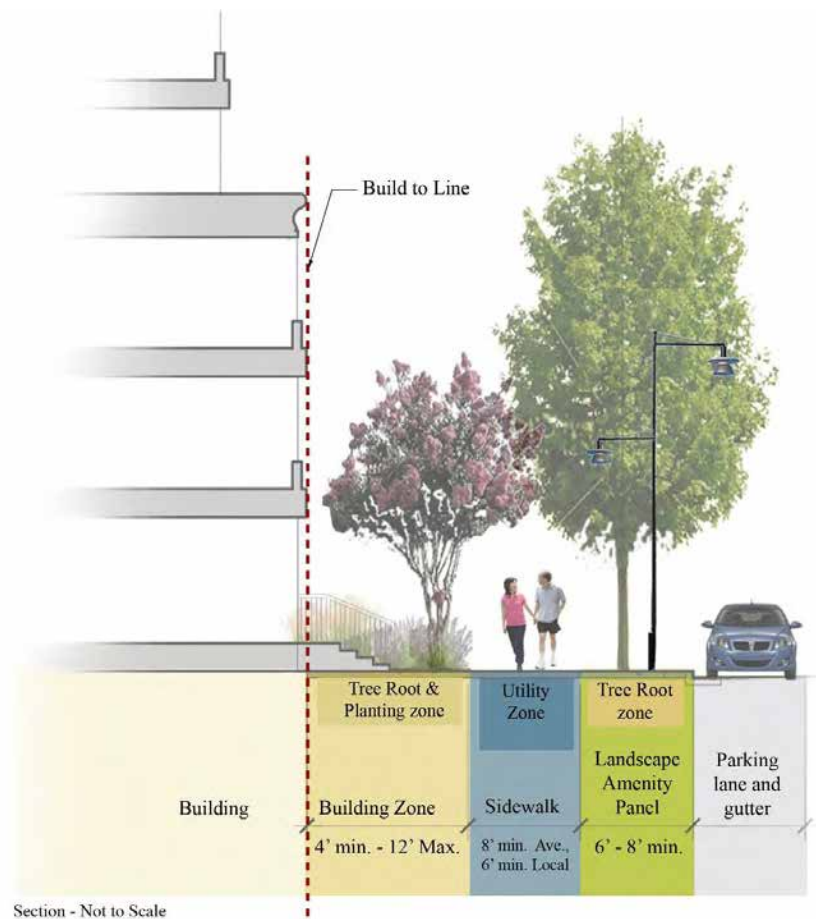 Build to Line
Tree Root &
Planting zone
Utility
Zone
Tree Root
zone
Building
Building Zone
Sidewalk
Landscape
Amenity
Panel
Parking
lane and
gutter
4' min. - 12' Max.
8' min. Ave.,
6' min. Local
6' - 8' min.
Section - Not to Scale